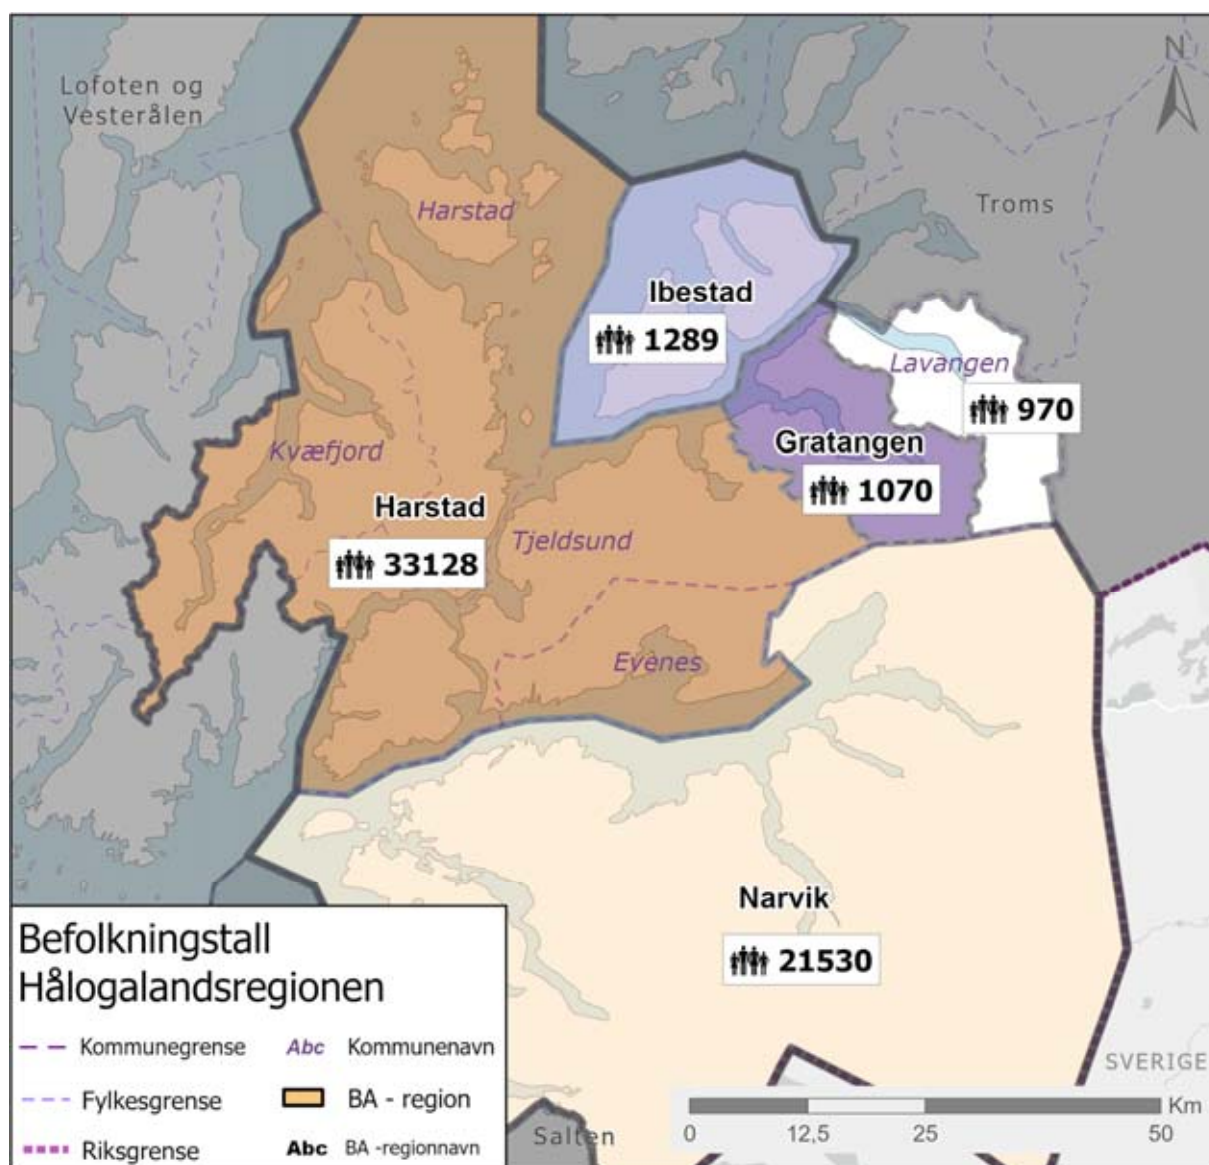 Lofoten og
Vesterålen
N
Troms
Harstad
Ibestad
1289
Lavangen
970
Gratangen
1070
Kvæfjord
Harstad
33128
Tjeldsund
Evenes
Narvik
21530
SVERIGE
Salten
Befolkningstall
Hålogalandsregionen
Kommunegrense
Abc Kommunenavn
Fylkesgrense
BA - region
Riksgrense
Abc BA -regionnavn
Km
0 12,5 25 50